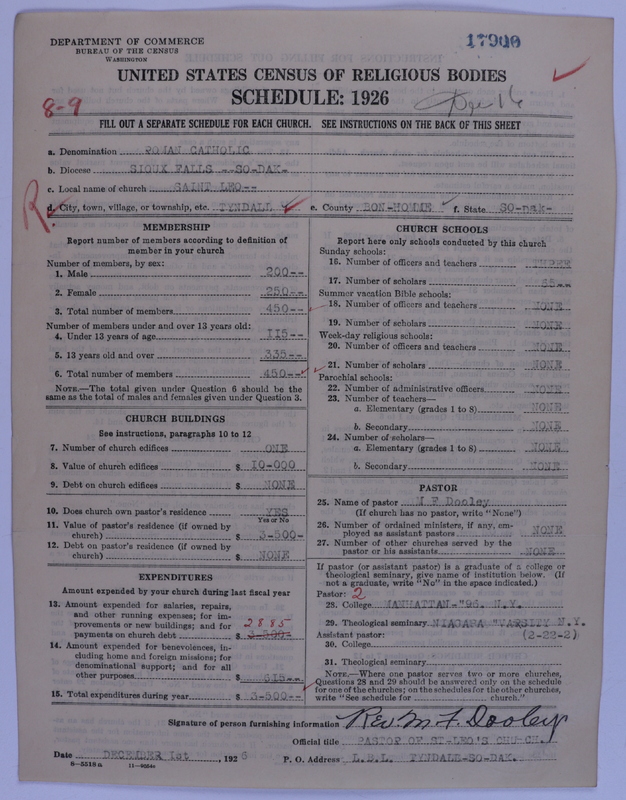 DEPARTMENT OF COMMERCE
BUREAU OF THE CENSUS
WASHINGTON
17900
UNITED STATES CENSUS OF RELIGIOUS BODIES
SCHEDULE: 1926
8-9
FILL OUT A SEPARATE SCHEDULE FOR EACH CHURCH. SEE INSTRUCTIONS ON THE BACK OF THIS SHEET
a. Denomination ROMAN CATHOLIC
b. Diocese SIOUX FALLS --SO-DAK-
c. Local name of church SAINT LEO--
R.
d. City, town, village, or township, etc. TYNDALL e. County BON-HOMME f. State SO-DAK-
MEMBERSHIP
Report number of members according to definition of
member in your church
Number of members, by sex:
1. Male 200--
2. Female 250--
3. Total number of members 450--
Number of members under and over 13 years old:
4. Under 13 years of age 115--
5. 13 years old and over 335--
6. Total number of members 450--
NOTE.—The total given under Question 6 should be the
same as the total of males and females given under Question 3.
CHURCH BUILDINGS
See instructions, paragraphs 10 to 12
7. Number of church edifices ONE
8. Value of church edifices $ 10-000
9. Debt on church edifices $ NONE
10. Does church own pastor's residence YES
Yes or No
11. Value of pastor's residence (if owned by
church) $ 3-500-
12. Debt on pastor's residence (if owned by
church) $ NONE
EXPENDITURES
Amount expended by your church during last fiscal year
13. Amount expended for salaries, repairs,
and other running expenses; for im-
provements or new buildings; and for 2885
payments on church debt $ 3-500-
14. Amount expended for benevolences, in-
cluding home and foreign missions; for
denominational support; and for all
other purposes $ 615--
15. Total expenditures during year $ 3-500--
CHURCH SCHOOLS
Report here only schools conducted by this church
Sunday schools:
16. Number of officers and teachers THREE
17. Number of scholars
Summer vacation Bible schools:
18. Number of officers and teachers NONE
19. Number of scholars NONE
Week-day religious schools:
20. Number of officers and teachers NONE
21. Number of scholars NONE
Parochial schools:
22. Number of administrative officers NONE
23. Number of teachers—
a. Elementary (grades 1 to 8) NONE
b. Secondary NONE
24. Number of scholars—
a. Elementary (grades 1 to 8) NONE
b. Secondary NONE
PASTOR
25. Name of pastor M F Dooley
(If church has no pastor, write "None")
26. Number of ordained ministers, if any, em-
ployed as assistant pastors NONE
27. Number of other churches served by the
pastor or his assistants NONE
If pastor (or assistant pastor) is a graduate of a college or
theological seminary, give name of institution below. (If
not a graduate, write "No" in the space indicated.)
Pastor: 2
28. College MANHATTAN-"96. N.Y.
29. Theological seminary NIAGARA VARSITY N.Y.
Assistant pastor: (2-22-2)
30. College
31. Theological seminary
NOTE.—Where one pastor serves two or more churches,
Questions 28 and 29 should be answered only on the schedule
for one of the churches; on the schedules for the other churches,
write "See schedule for church."
Signature of person furnishing information Rev. M. F. Dooley
Official title PASTOR OF ST-LEO'S CHURCH.
Date DECEMBER 1st, 1926 P. O. Address L.B.L. TYNDALL-SO-DAK.
8-5518a 11-9054